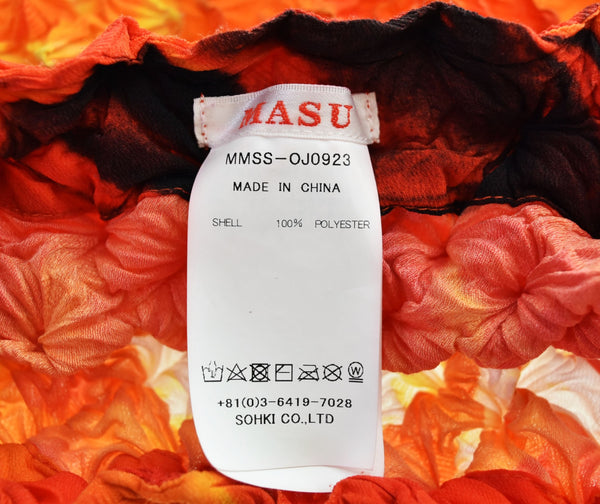 MASU
MMSS-OJ0923
MADE IN CHINA
SHELL 100% POLYESTER
+81(0)3-6419-7028
SOHKI CO.,LTD